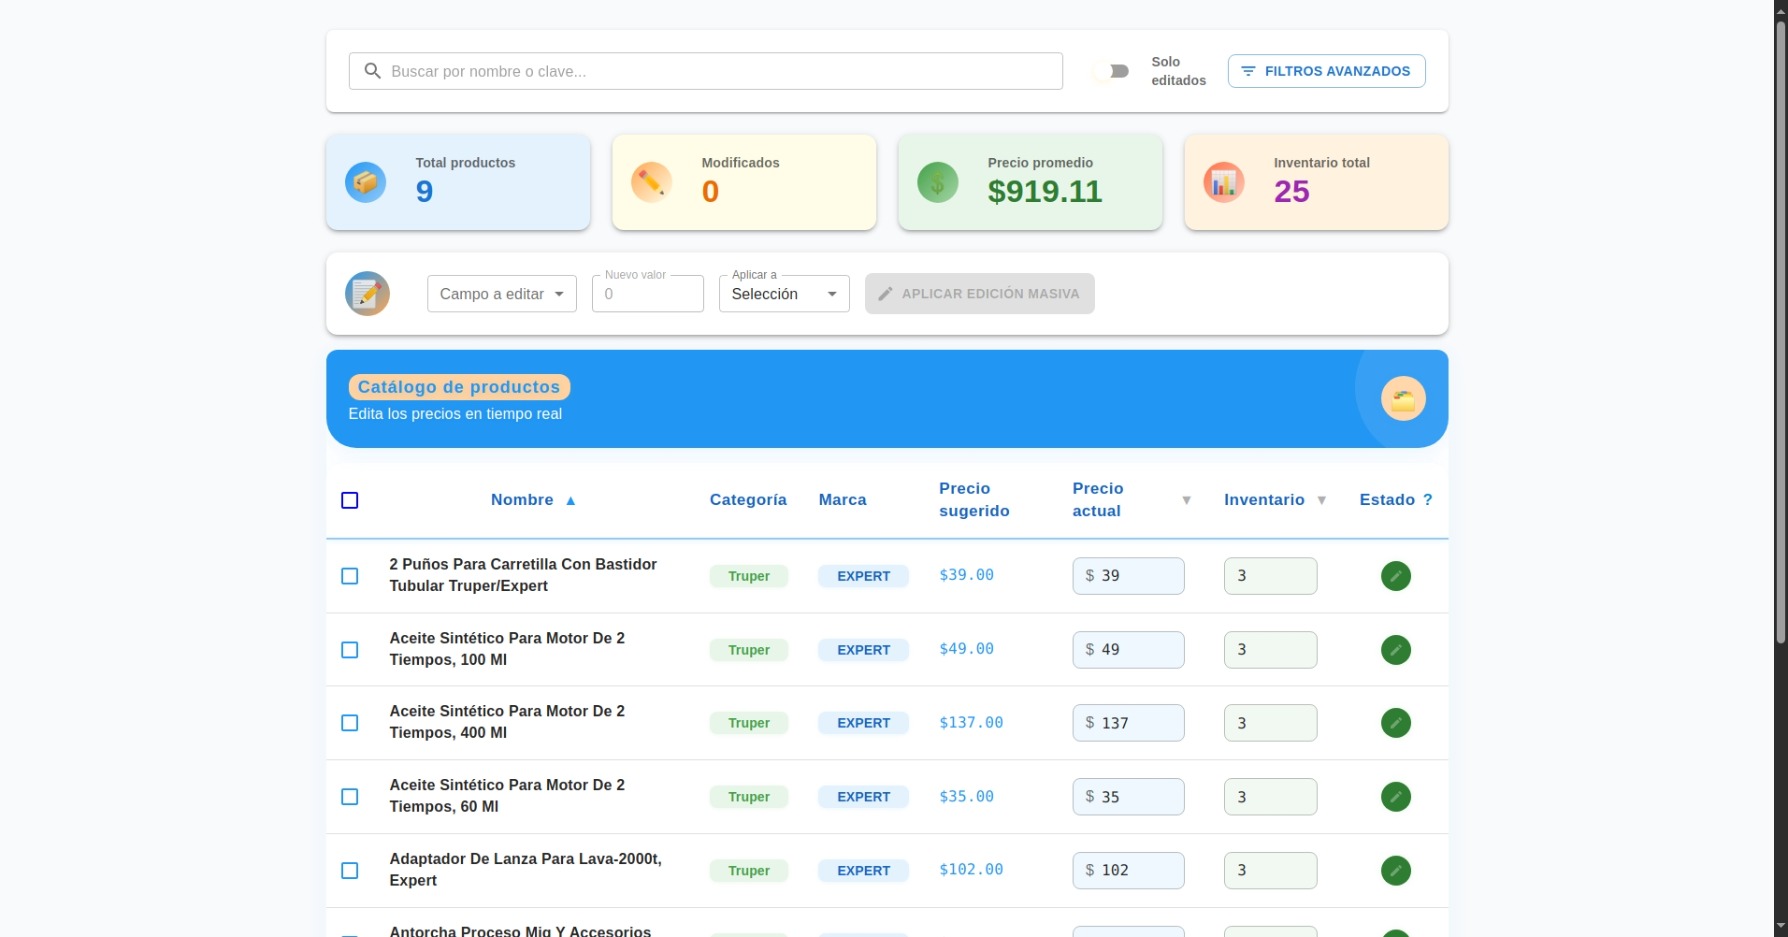 Buscar por nombre o clave...
Solo
editados
FILTROS AVANZADOS
Total productos
9
Modificados
0
Precio promedio
$919.11
Inventario total
25
Campo a editar
Nuevo valor
0
Aplicar a
Selección
APLICAR EDICIÓN MASIVA
Catálogo de productos
Edita los precios en tiempo real
Nombre ▲ Categoría Marca Precio sugerido Precio actual ▼ Inventario ▼ Estado ?
2 Puños Para Carretilla Con Bastidor
Tubular Truper/Expert
Truper EXPERT $39.00 $ 39 3
Aceite Sintético Para Motor De 2
Tiempos, 100 Ml
Truper EXPERT $49.00 $ 49 3
Aceite Sintético Para Motor De 2
Tiempos, 400 Ml
Truper EXPERT $137.00 $ 137 3
Aceite Sintético Para Motor De 2
Tiempos, 60 Ml
Truper EXPERT $35.00 $ 35 3
Adaptador De Lanza Para Lava-2000t,
Expert
Truper EXPERT $102.00 $ 102 3
Antorcha Proceso Mig Y Accesorios